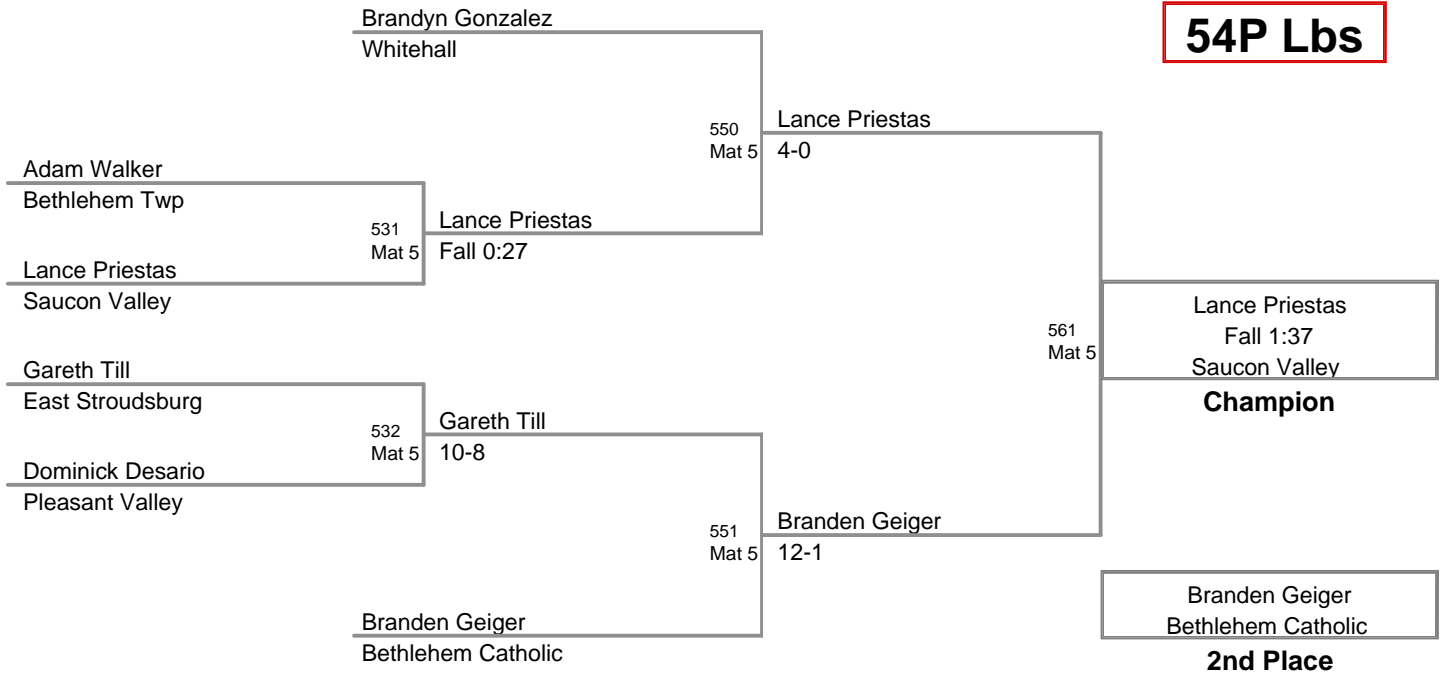 Brandyn Gonzalez
Whitehall
54P Lbs
550
Mat 5
Lance Priestas
4-0
Adam Walker
Bethlehem Twp
531
Mat 5
Lance Priestas
Fall 0:27
Lance Priestas
Saucon Valley
561
Mat 5
Lance Priestas
Fall 1:37
Saucon Valley
Champion
Gareth Till
East Stroudsburg
532
Mat 5
Gareth Till
10-8
Dominick Desario
Pleasant Valley
551
Mat 5
Branden Geiger
12-1
Branden Geiger
Bethlehem Catholic
Branden Geiger
Bethlehem Catholic
2nd Place